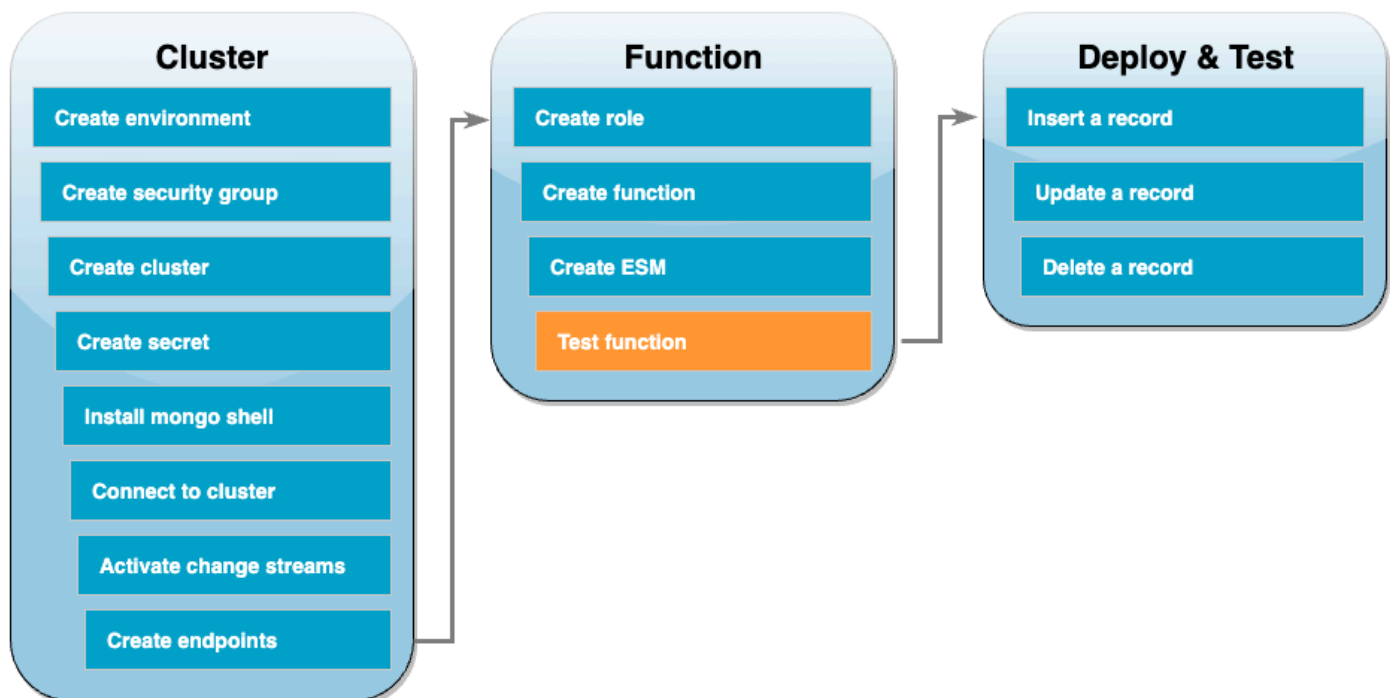 Cluster
Create environment
Create security group
Create cluster
Create secret
Install mongo shell
Connect to cluster
Activate change streams
Create endpoints
Function
Create role
Create function
Create ESM
Test function
Deploy & Test
Insert a record
Update a record
Delete a record